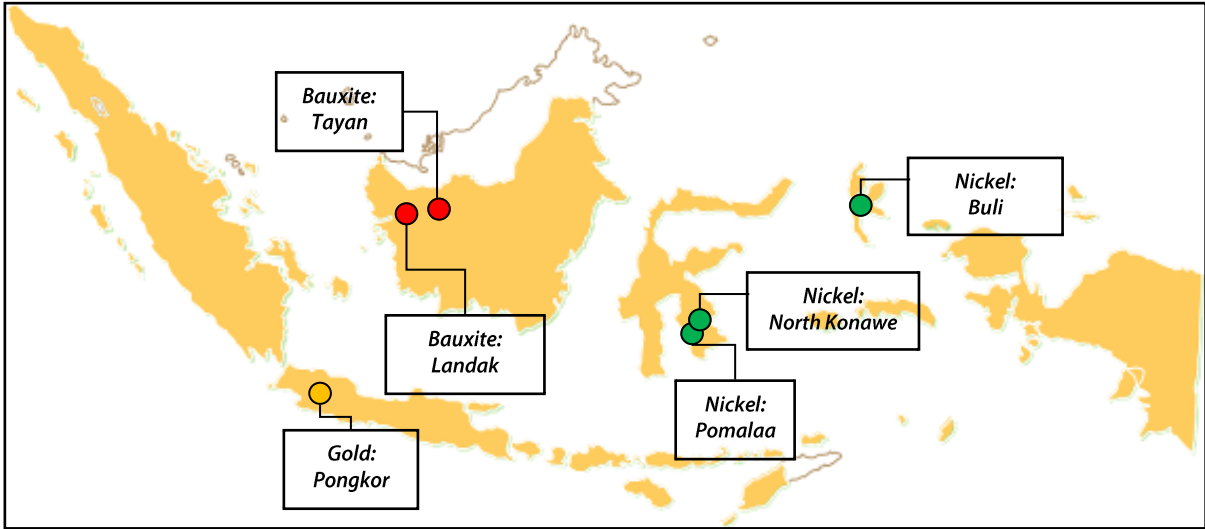 Bauxite:
Tayan
Nickel:
Buli
Nickel:
North Konawe
Bauxite:
Landak
Nickel:
Pomalaa
Gold:
Pongkor